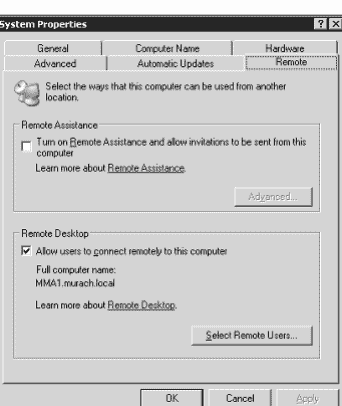 System Properties
General
Computer Name
Hardware
Advanced
Automatic Updates
Remote
Select the ways that this computer can be used from another
location.
Remote Assistance
Turn on Remote Assistance and allow invitations to be sent from this
computer
Learn more about Remote Assistance.
Advanced...
Remote Desktop
Allow users to connect remotely to this computer
Full computer name:
MMA1.murach.local
Learn more about Remote Desktop.
Select Remote Users...
OK
Cancel
Apply